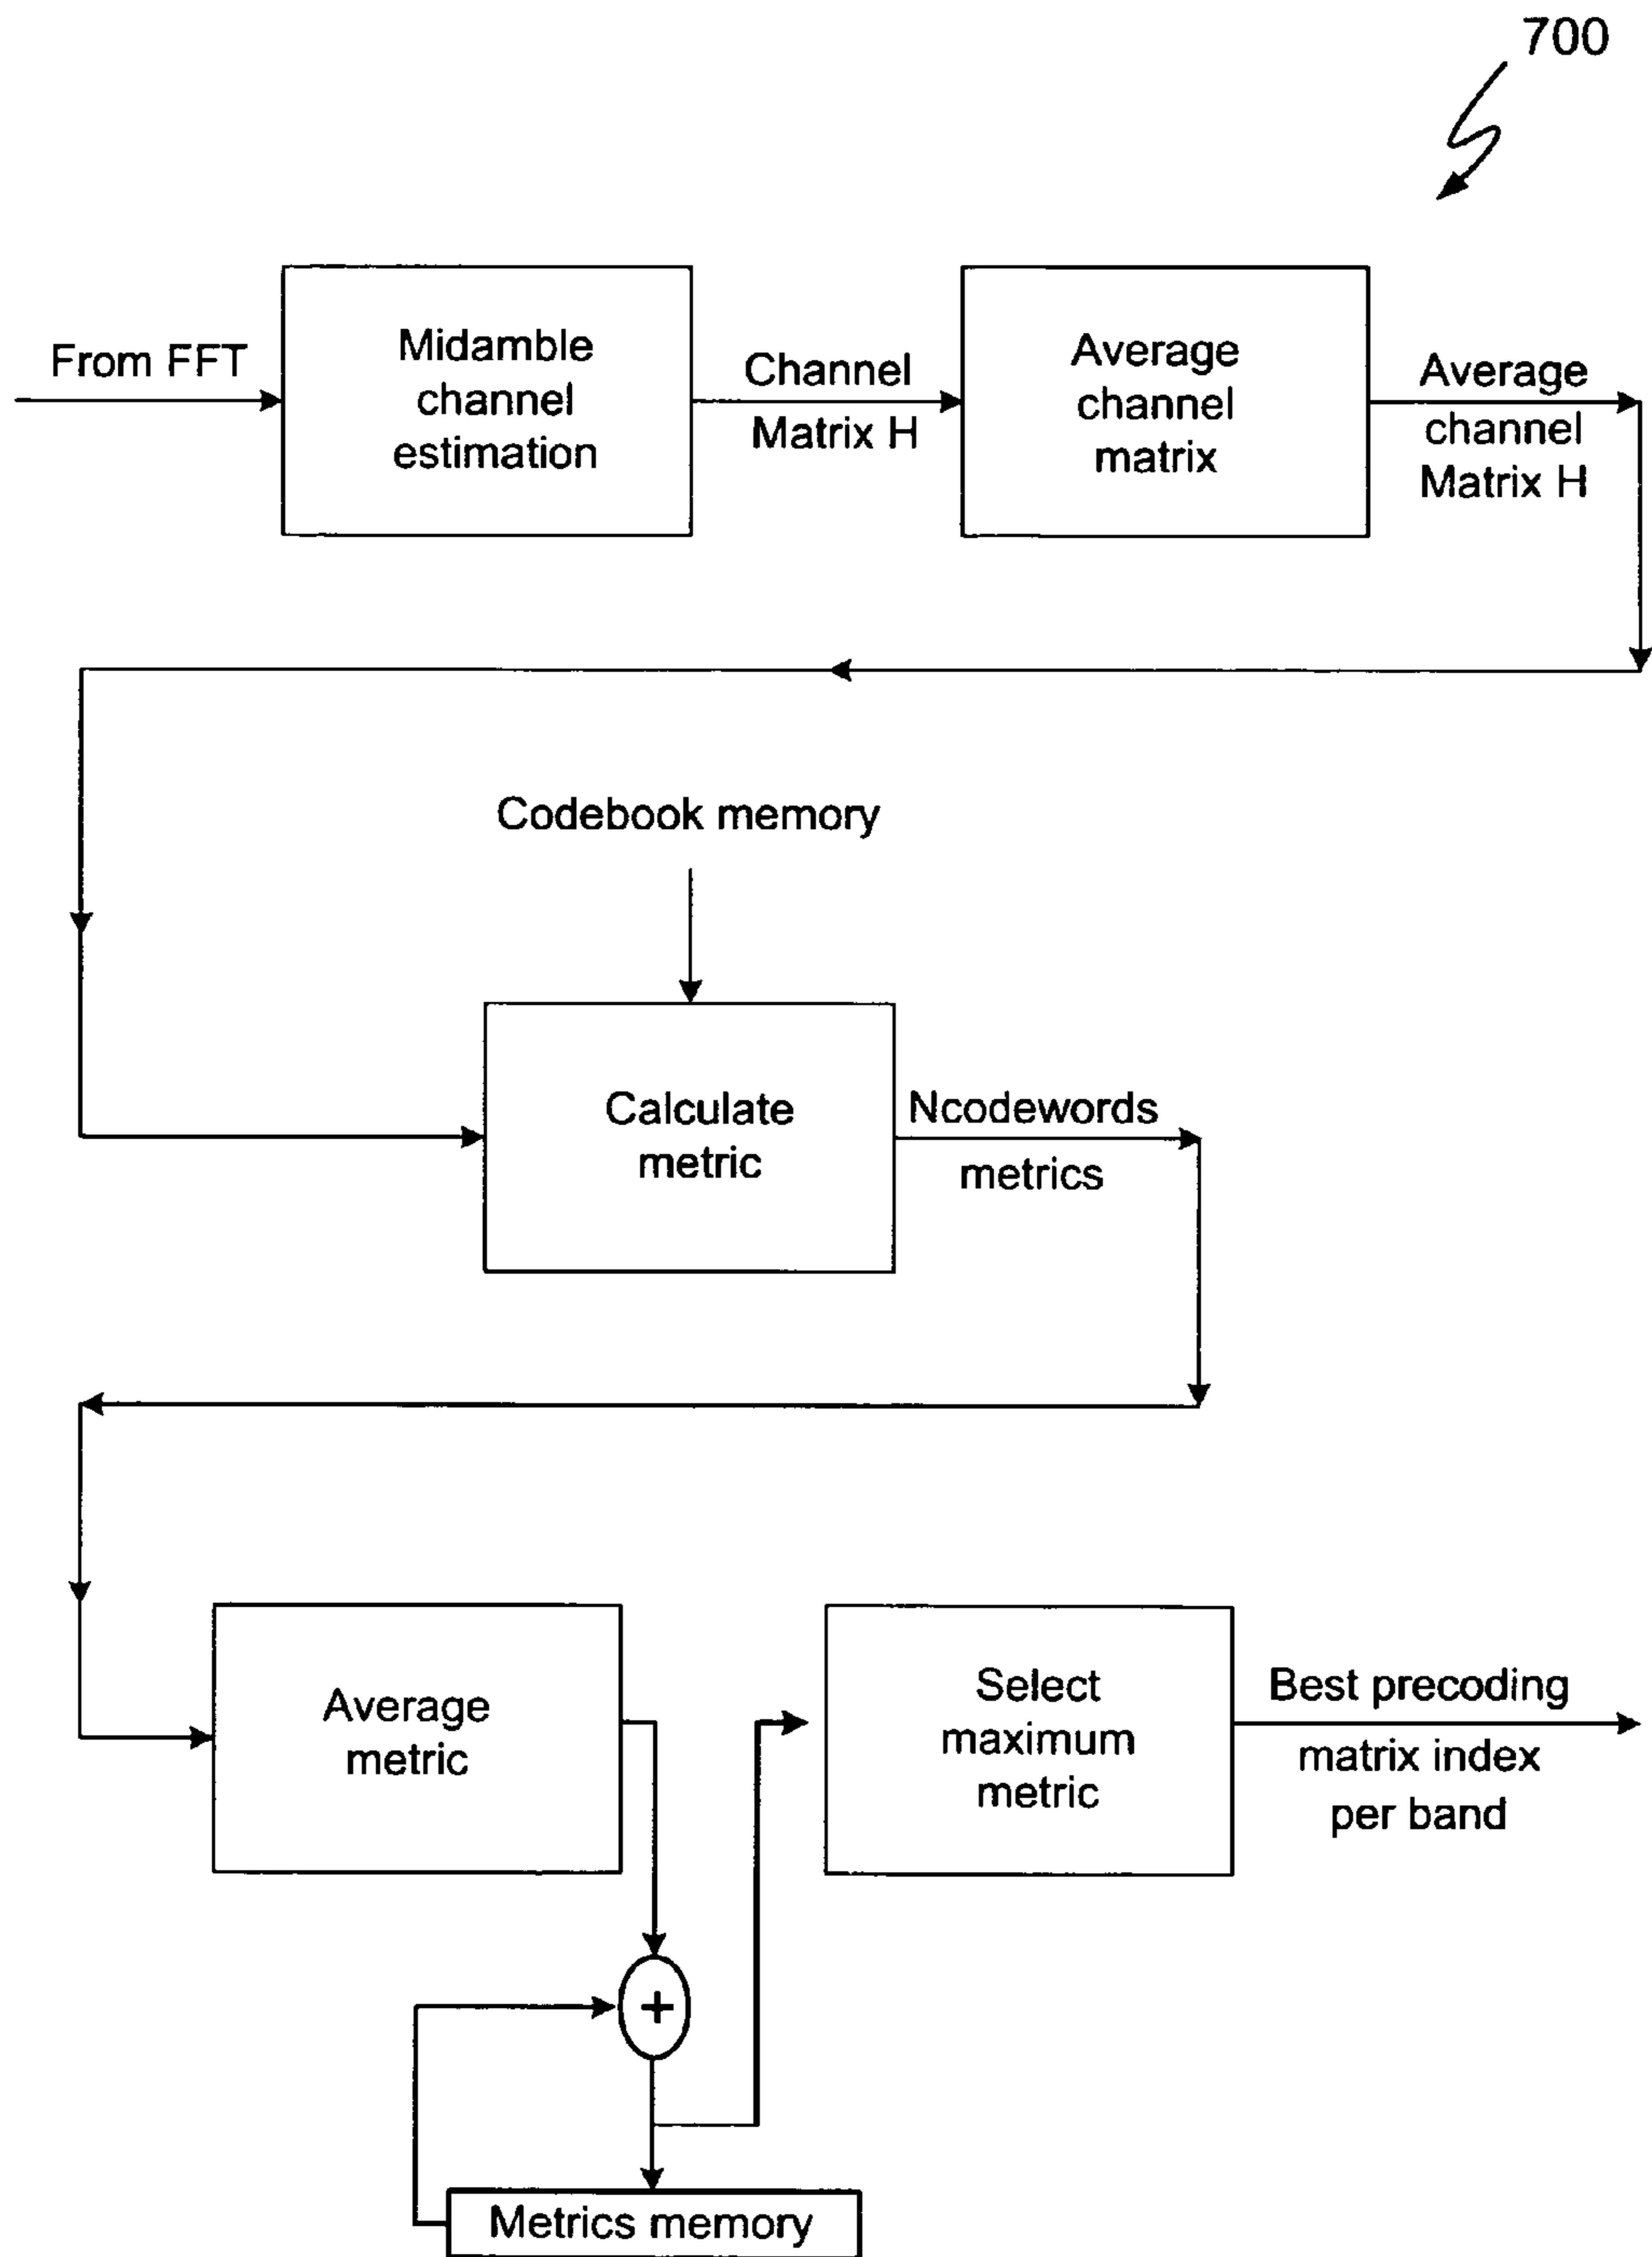 700
From FFT
Midamble
channel
estimation
Channel
Matrix H
Average
channel
matrix
Average
channel
Matrix H
Codebook memory
Calculate
metric
Ncodewords
metrics
Average
metric
Select
maximum
metric
Best precoding
matrix index
per band
+
Metrics memory